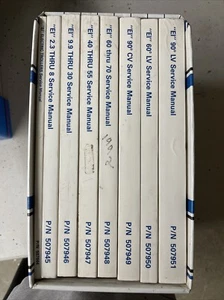 "EI" 2.3 THRU 8 Service Manual P/N 507945
"EI" 9.9 THRU 30 Service Manual P/N 507946
"EI" 40 THRU 55 Service Manual P/N 507947
"EI" 60 thru 70 Service Manual P/N 507948
"EI" 90° CV Service Manual P/N 507949
"EI" 60° LV Service Manual P/N 507950
"EI" 90° LV Service Manual P/N 507951